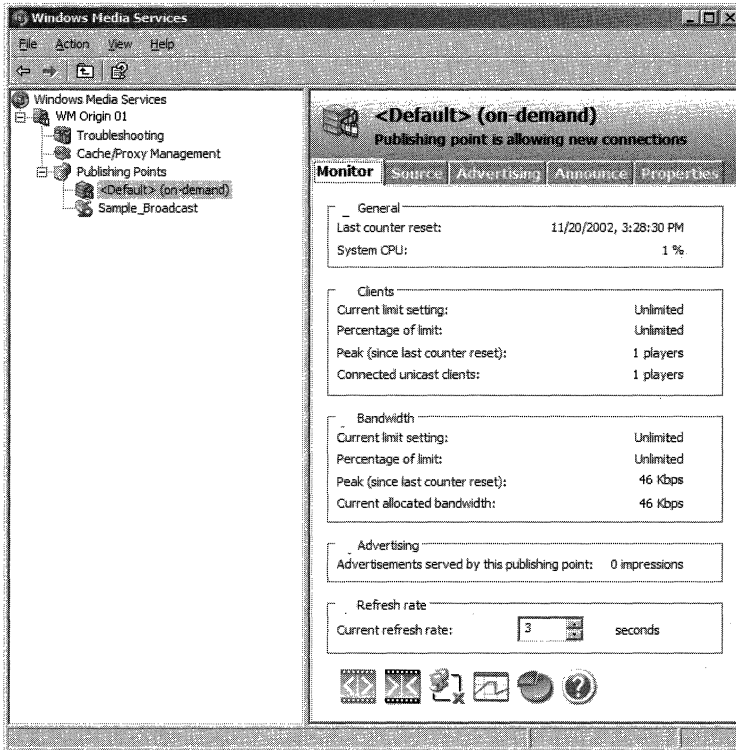 Windows Media Services
File Action View Help
Windows Media Services
WM Origin 01
Troubleshooting
Cache/Proxy Management
Publishing Points
<Default> (on-demand)
Sample_Broadcast
<Default> (on-demand)
Publishing point is allowing new connections
Monitor Source Advertising Announce Properties
General
Last counter reset: 11/20/2002, 3:28:30 PM
System CPU: 1 %
Clients
Current limit setting: Unlimited
Percentage of limit: Unlimited
Peak (since last counter reset): 1 players
Connected unicast clients: 1 players
Bandwidth
Current limit setting: Unlimited
Percentage of limit: Unlimited
Peak (since last counter reset): 46 Kbps
Current allocated bandwidth: 46 Kbps
Advertising
Advertisements served by this publishing point: 0 impressions
Refresh rate
Current refresh rate: 3 seconds